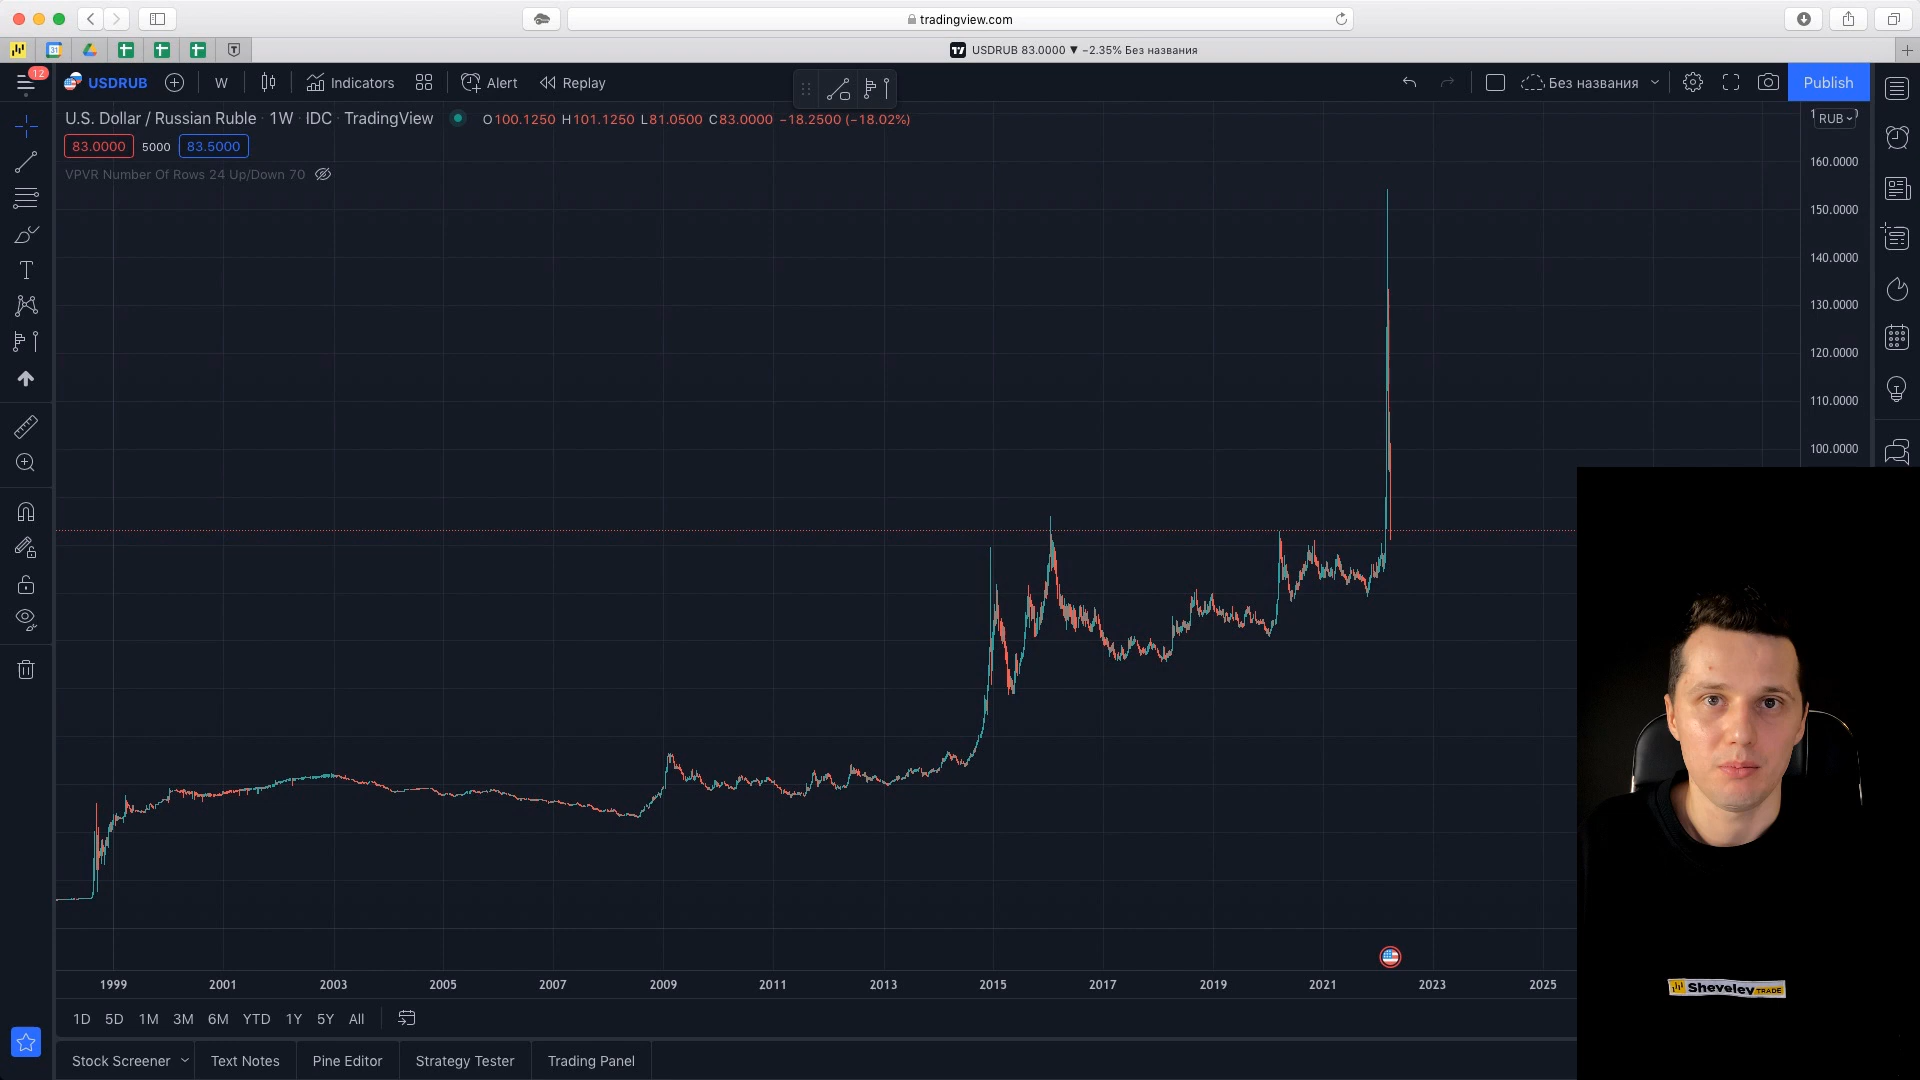 tradingview.com
31
USDRUB 83.0000 ▼ −2.35% Без названия
12
USDRUB
W
Indicators
Alert
Replay
Без названия
Publish
U.S. Dollar / Russian Ruble · 1W · IDC · TradingView
O100.1250 H101.1250 L81.0500 C83.0000 −18.2500 (−18.02%)
RUB
83.0000 5000 83.5000
VPVR Number Of Rows 24 Up/Down 70
160.0000
150.0000
140.0000
130.0000
120.0000
110.0000
100.0000
1999 2001 2003 2005 2007 2009 2011 2013 2015 2017 2019 2021 2023 2025
1D 5D 1M 3M 6M YTD 1Y 5Y All
Stock Screener Text Notes Pine Editor Strategy Tester Trading Panel
Shevelev TRADE